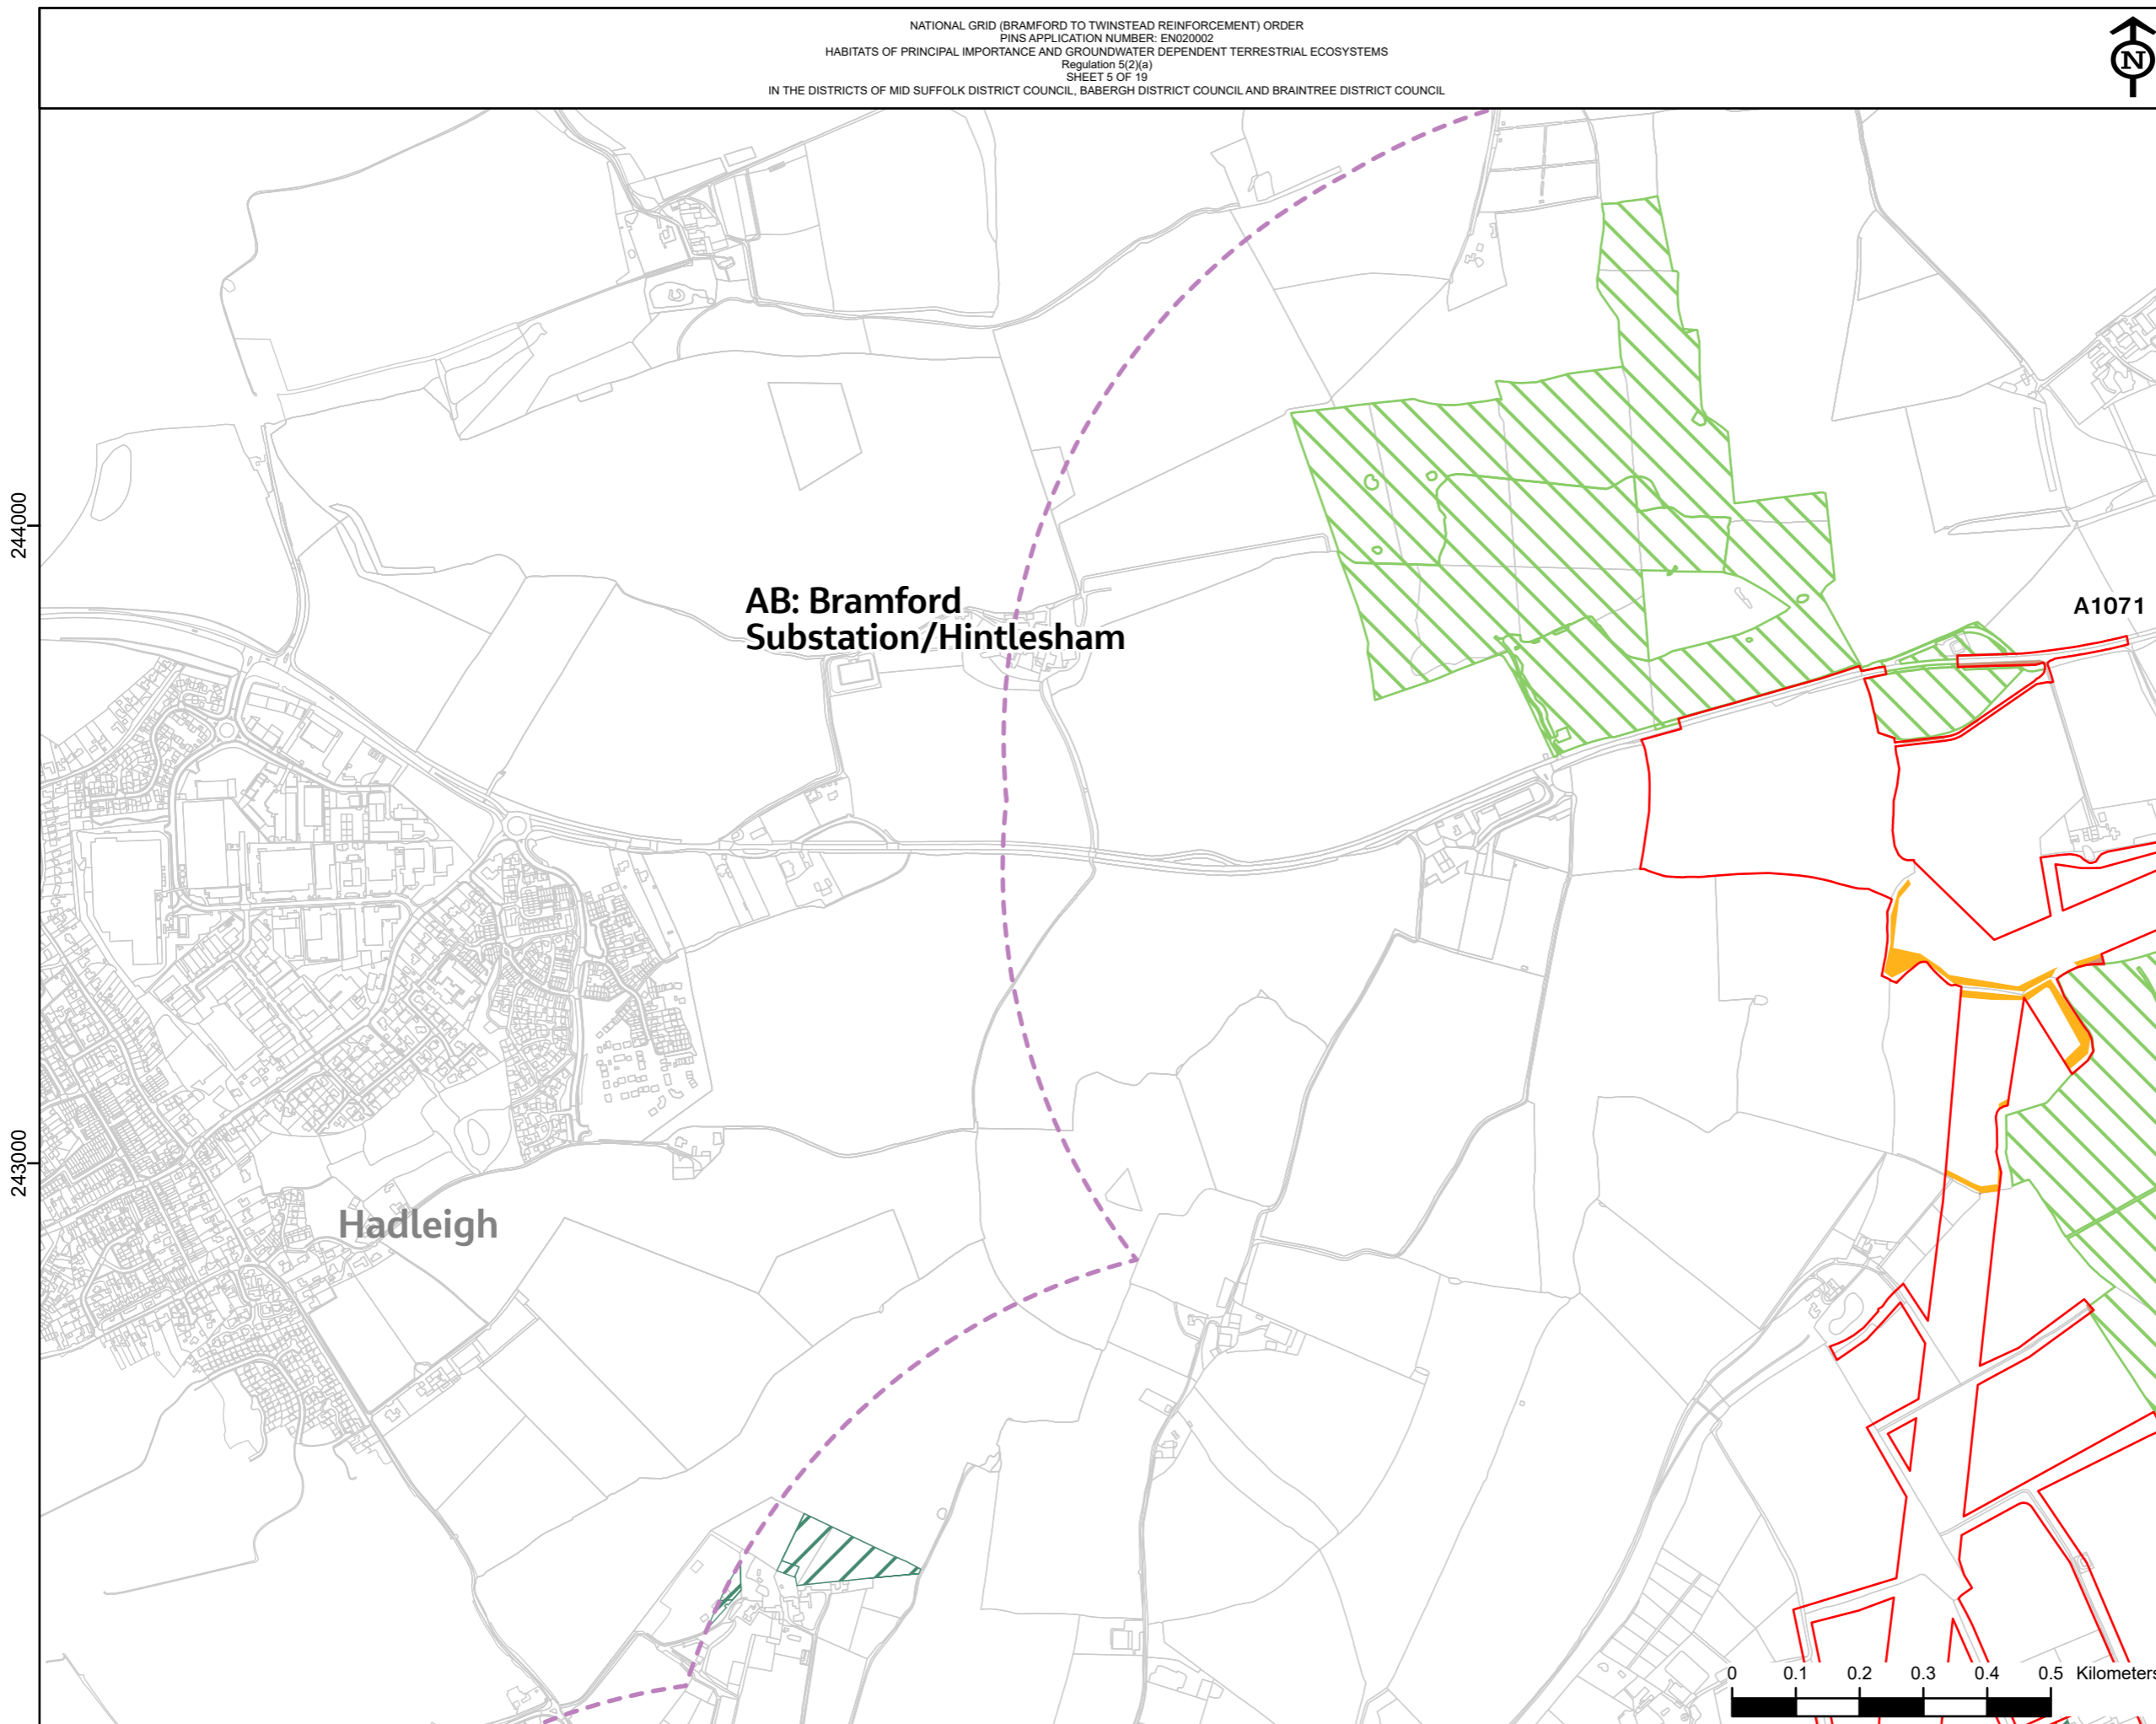 NATIONAL GRID (BRAMFORD TO TWINSTEAD REINFORCEMENT) ORDER
PINS APPLICATION NUMBER: EN020002
HABITATS OF PRINCIPAL IMPORTANCE AND GROUNDWATER DEPENDENT TERRESTRIAL ECOSYSTEMS
Regulation 5(2)(a)
SHEET 5 OF 19
IN THE DISTRICTS OF MID SUFFOLK DISTRICT COUNCIL, BABERGH DISTRICT COUNCIL AND BRAINTREE DISTRICT COUNCIL
N
244000
AB: Bramford
Substation/Hintlesham
A1071
243000
Hadleigh
0 0.1 0.2 0.3 0.4 0.5 Kilometers